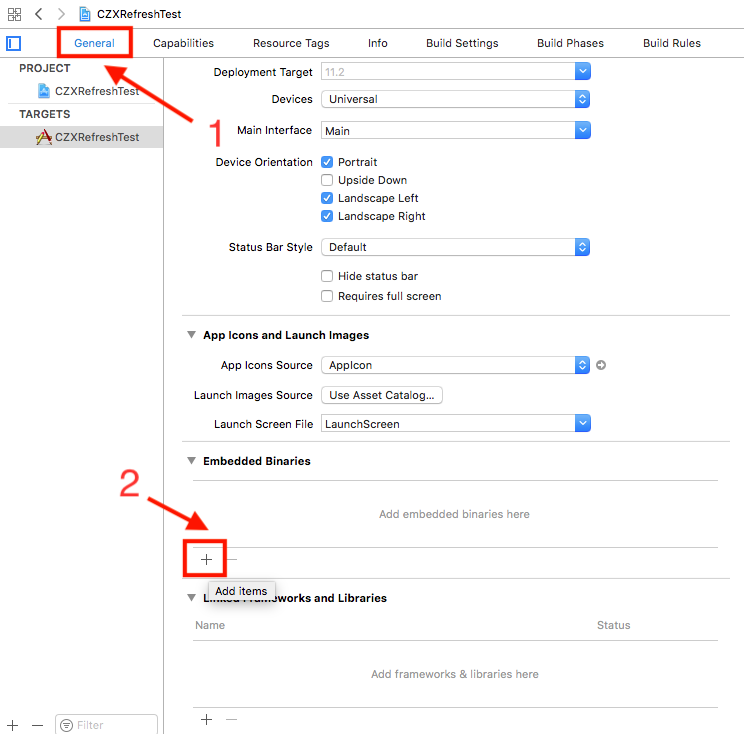 CZXRefreshTest
General Capabilities Resource Tags Info Build Settings Build Phases Build Rules
1
PROJECT
CZXRefreshTest
TARGETS
CZXRefreshTest
Deployment Target 11.2
Devices Universal
Main Interface Main
Device Orientation Portrait
Upside Down
Landscape Left
Landscape Right
Status Bar Style Default
Hide status bar
Requires full screen
App Icons and Launch Images
App Icons Source AppIcon
Launch Images Source Use Asset Catalog...
Launch Screen File LaunchScreen
Embedded Binaries
2
Add embedded binaries here
Add items
Linked Frameworks and Libraries
Name Status
Add frameworks & libraries here
Filter